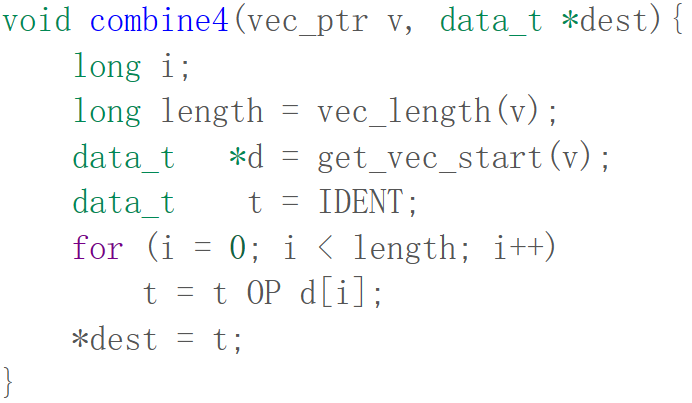 void combine4(vec_ptr v, data_t *dest){
    long i;
    long length = vec_length(v);
    data_t   *d = get_vec_start(v);
    data_t    t = IDENT;
    for (i = 0; i < length; i++)
        t = t OP d[i];
    *dest = t;
}